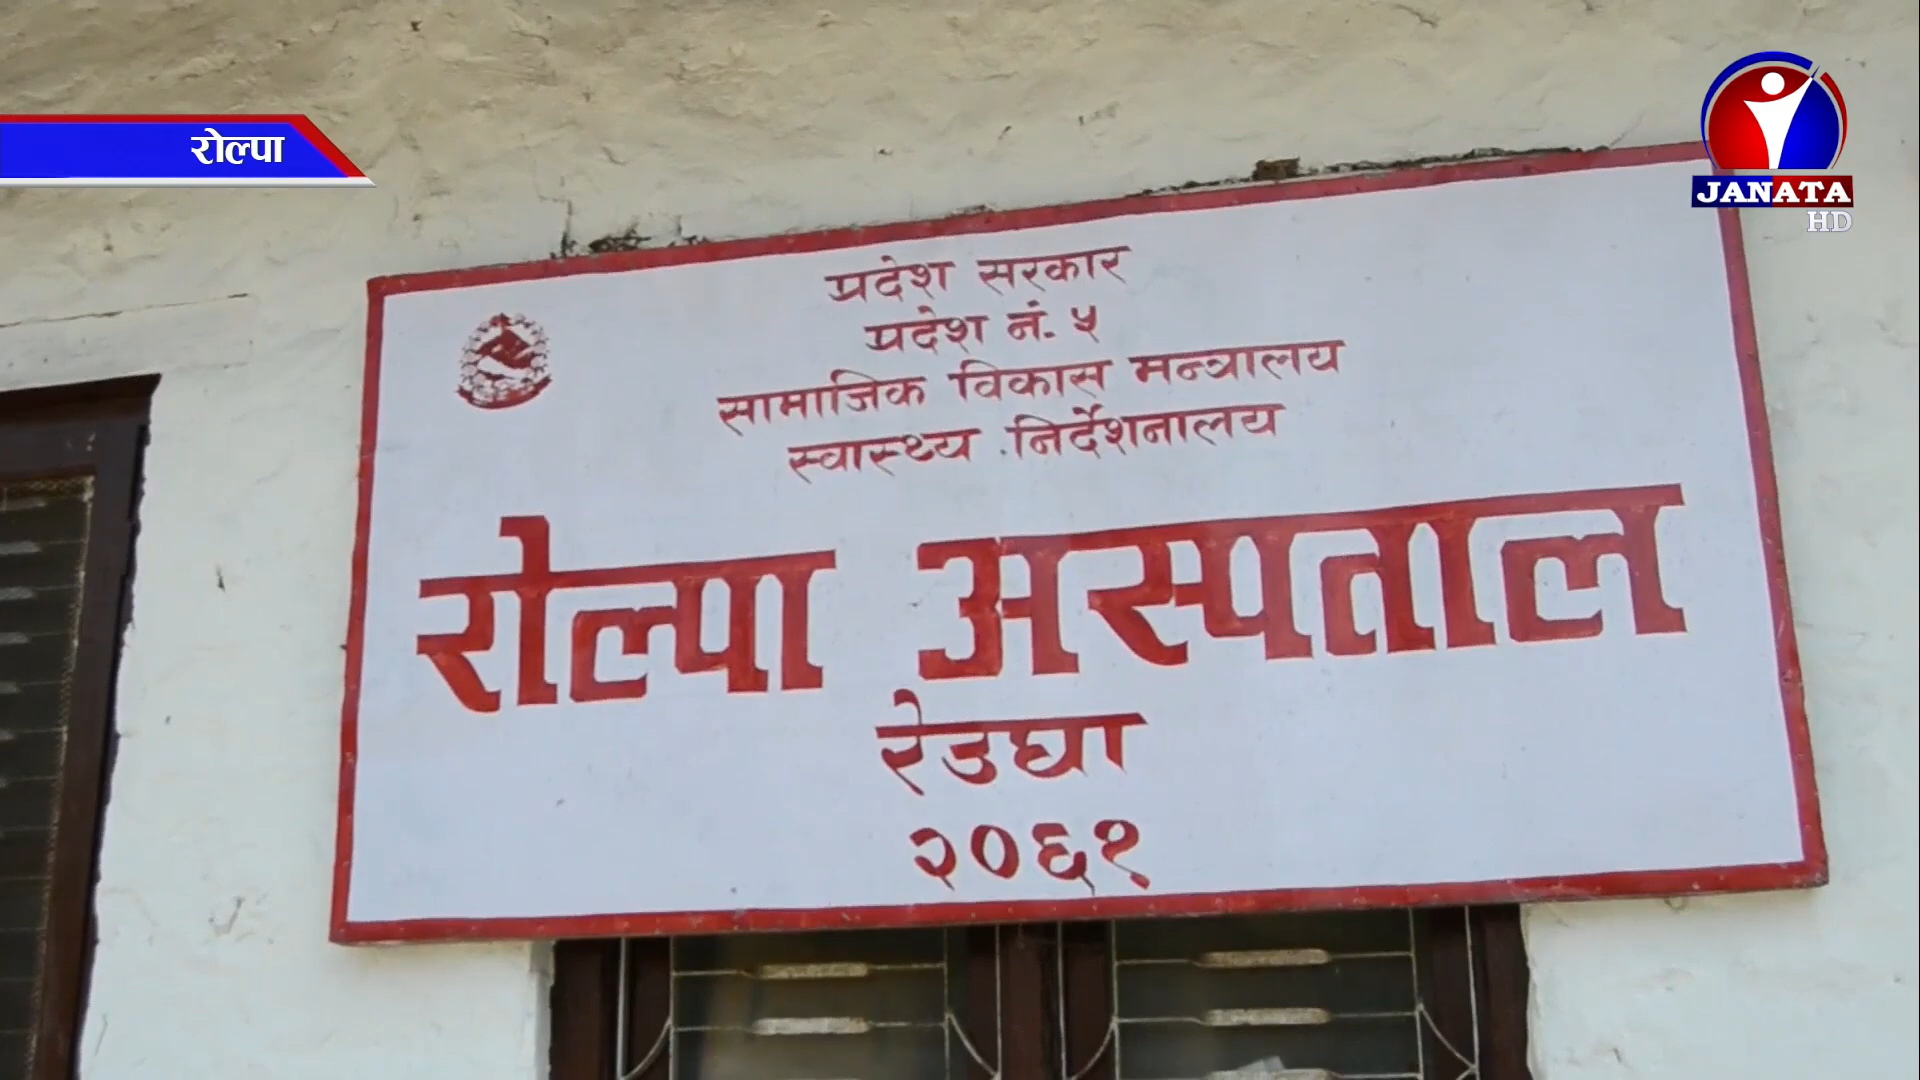 रोल्पा
JANATA
HD
प्रदेश सरकार
प्रदेश नं. ५
सामाजिक विकास मन्त्रालय
स्वास्थ्य निर्देशनालय
रोल्पा अस्पताल
रेउघा
२०६१